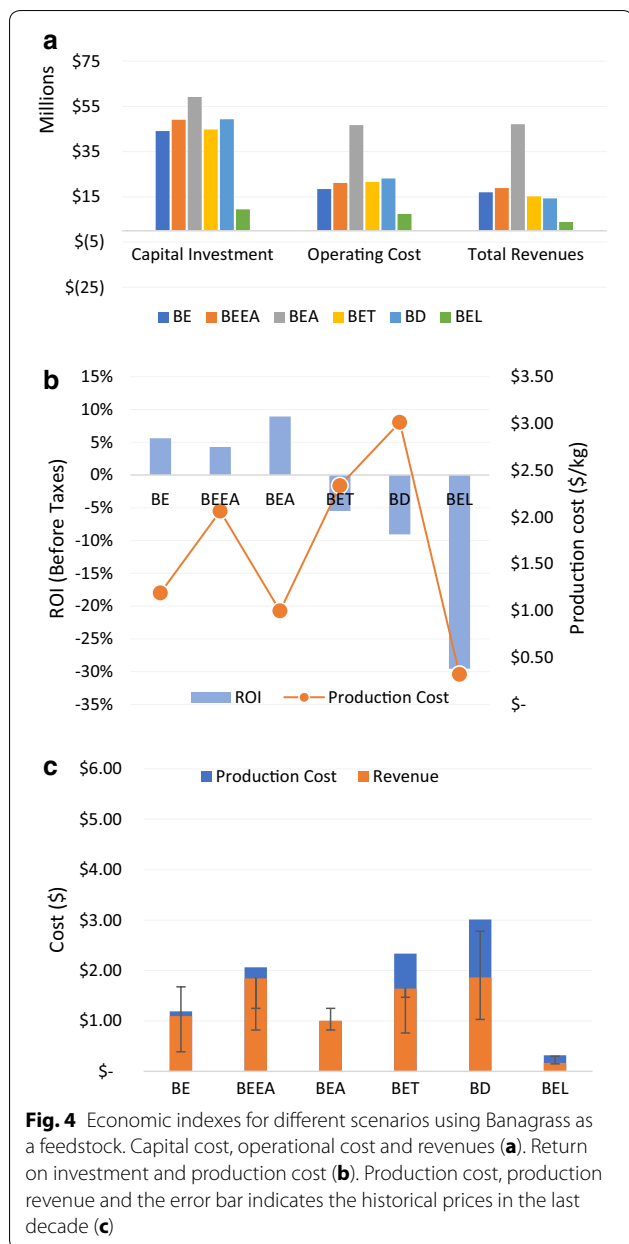 a
Millions
$75
$55
$35
$15
$(5)
$(25)
Capital Investment
Operating Cost
Total Revenues
BE BEEA BEA BET BD BEL
b
ROI (Before Taxes)
15%
10%
5%
0%
-5%
-10%
-15%
-20%
-25%
-30%
-35%
BE BEEA BEA BET BD BEL
$3.50
$3.00
$2.50
$2.00
$1.50
$1.00
$0.50
$-
Production cost ($/kg)
ROI Production Cost
c
Production Cost Revenue
Cost ($)
$6.00
$5.00
$4.00
$3.00
$2.00
$1.00
$-
BE BEEA BEA BET BD BEL
Fig. 4 Economic indexes for different scenarios using Banagrass as
a feedstock. Capital cost, operational cost and revenues (a). Return
on investment and production cost (b). Production cost, production
revenue and the error bar indicates the historical prices in the last
decade (c)